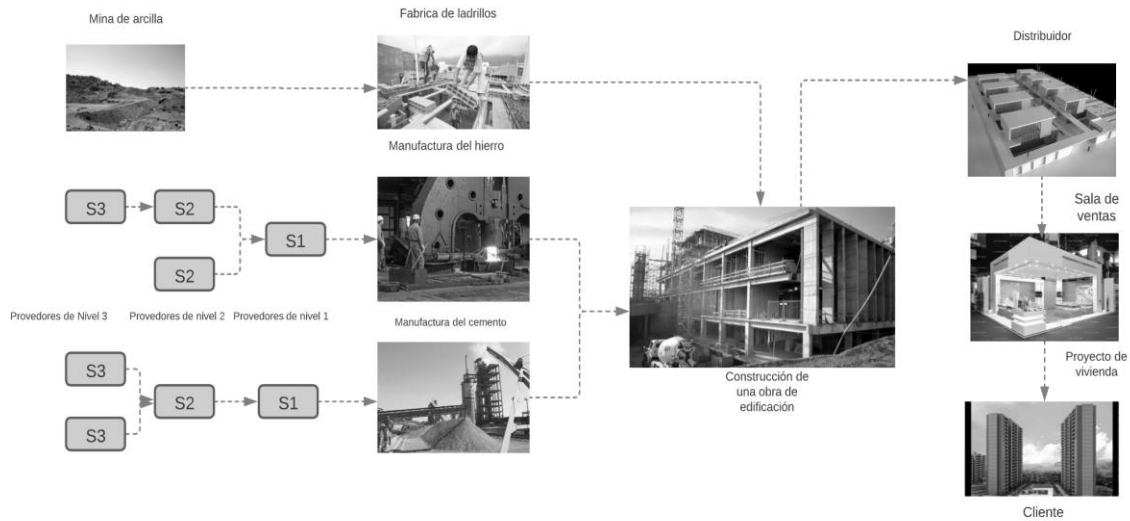 Mina de arcilla
Fabrica de ladrillos
Distribuidor
Manufactura del hierro
S3
S2
S1
S2
Sala de
ventas
Provedores de Nivel 3
Provedores de nivel 2
Provedores de nivel 1
Manufactura del cemento
S3
S2
S1
S3
Construcción de
una obra de
edificación
Proyecto de
vivienda
Cliente